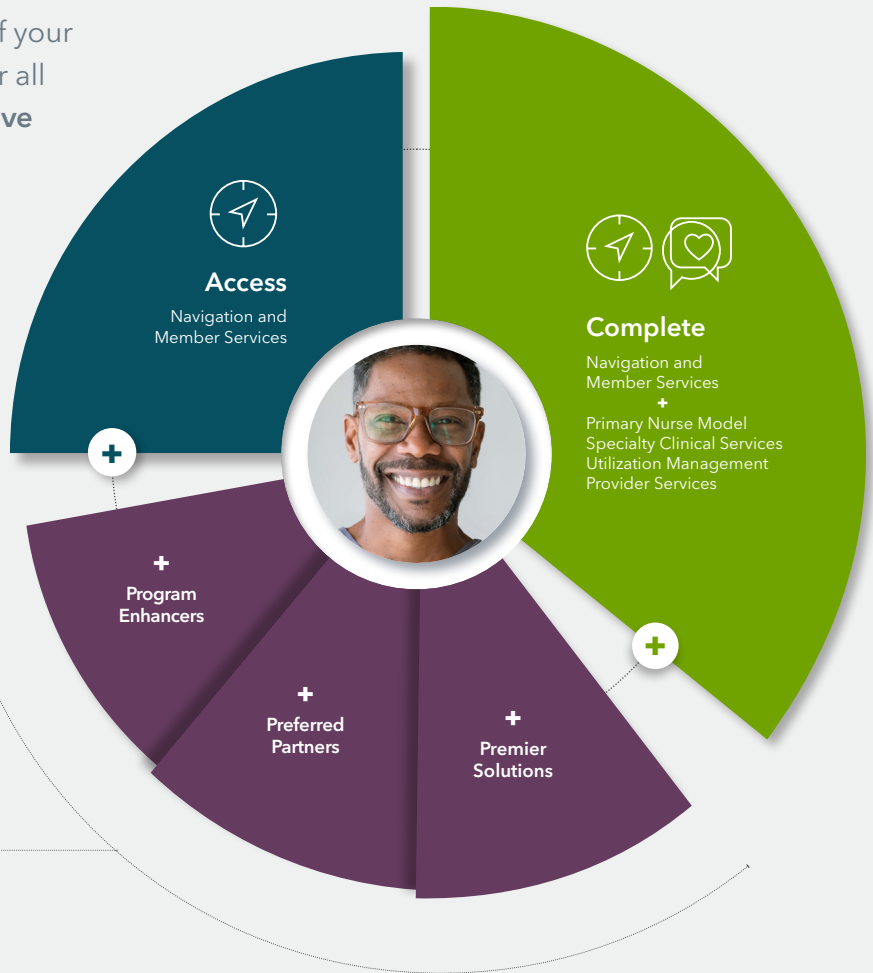 f your
r all
ve
Access
Navigation and
Member Services
Complete
Navigation and
Member Services
+
Primary Nurse Model
Specialty Clinical Services
Utilization Management
Provider Services
+
+
+
Program
Enhancers
+
Preferred
Partners
+
Premier
Solutions